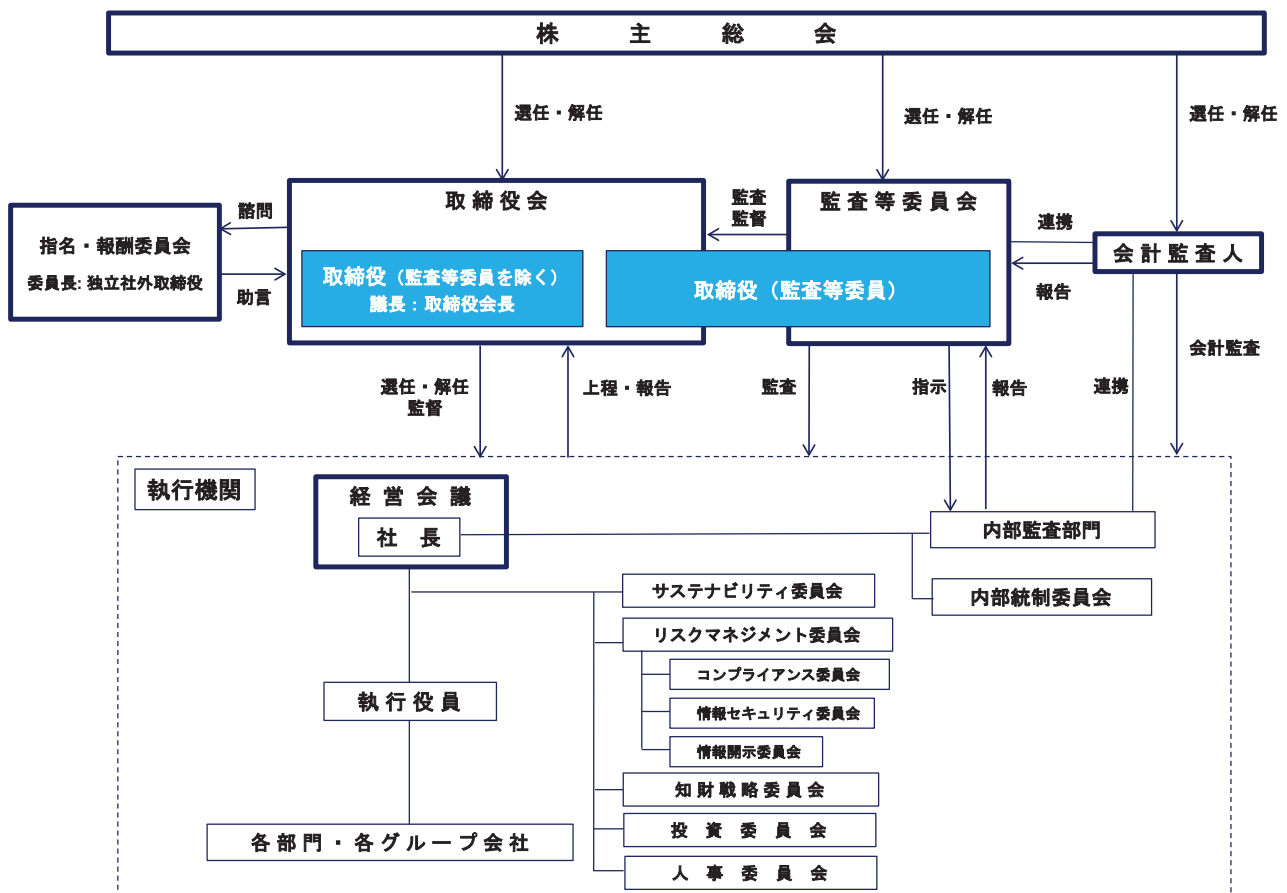 株主総会
選任・解任
選任・解任
選任・解任
取締役会
監査等委員会
監査
監督
諮問
連携
指名・報酬委員会
委員長: 独立社外取締役
会計監査人
取締役（監査等委員を除く）
議長：取締役会長
取締役（監査等委員）
助言
報告
会計監査
選任・解任
監督
上程・報告
監査
指示
報告
連携
執行機関
経営会議
社長
内部監査部門
サステナビリティ委員会
内部統制委員会
リスクマネジメント委員会
コンプライアンス委員会
執行役員
情報セキュリティ委員会
情報開示委員会
知財戦略委員会
各部門・各グループ会社
投資委員会
人事委員会